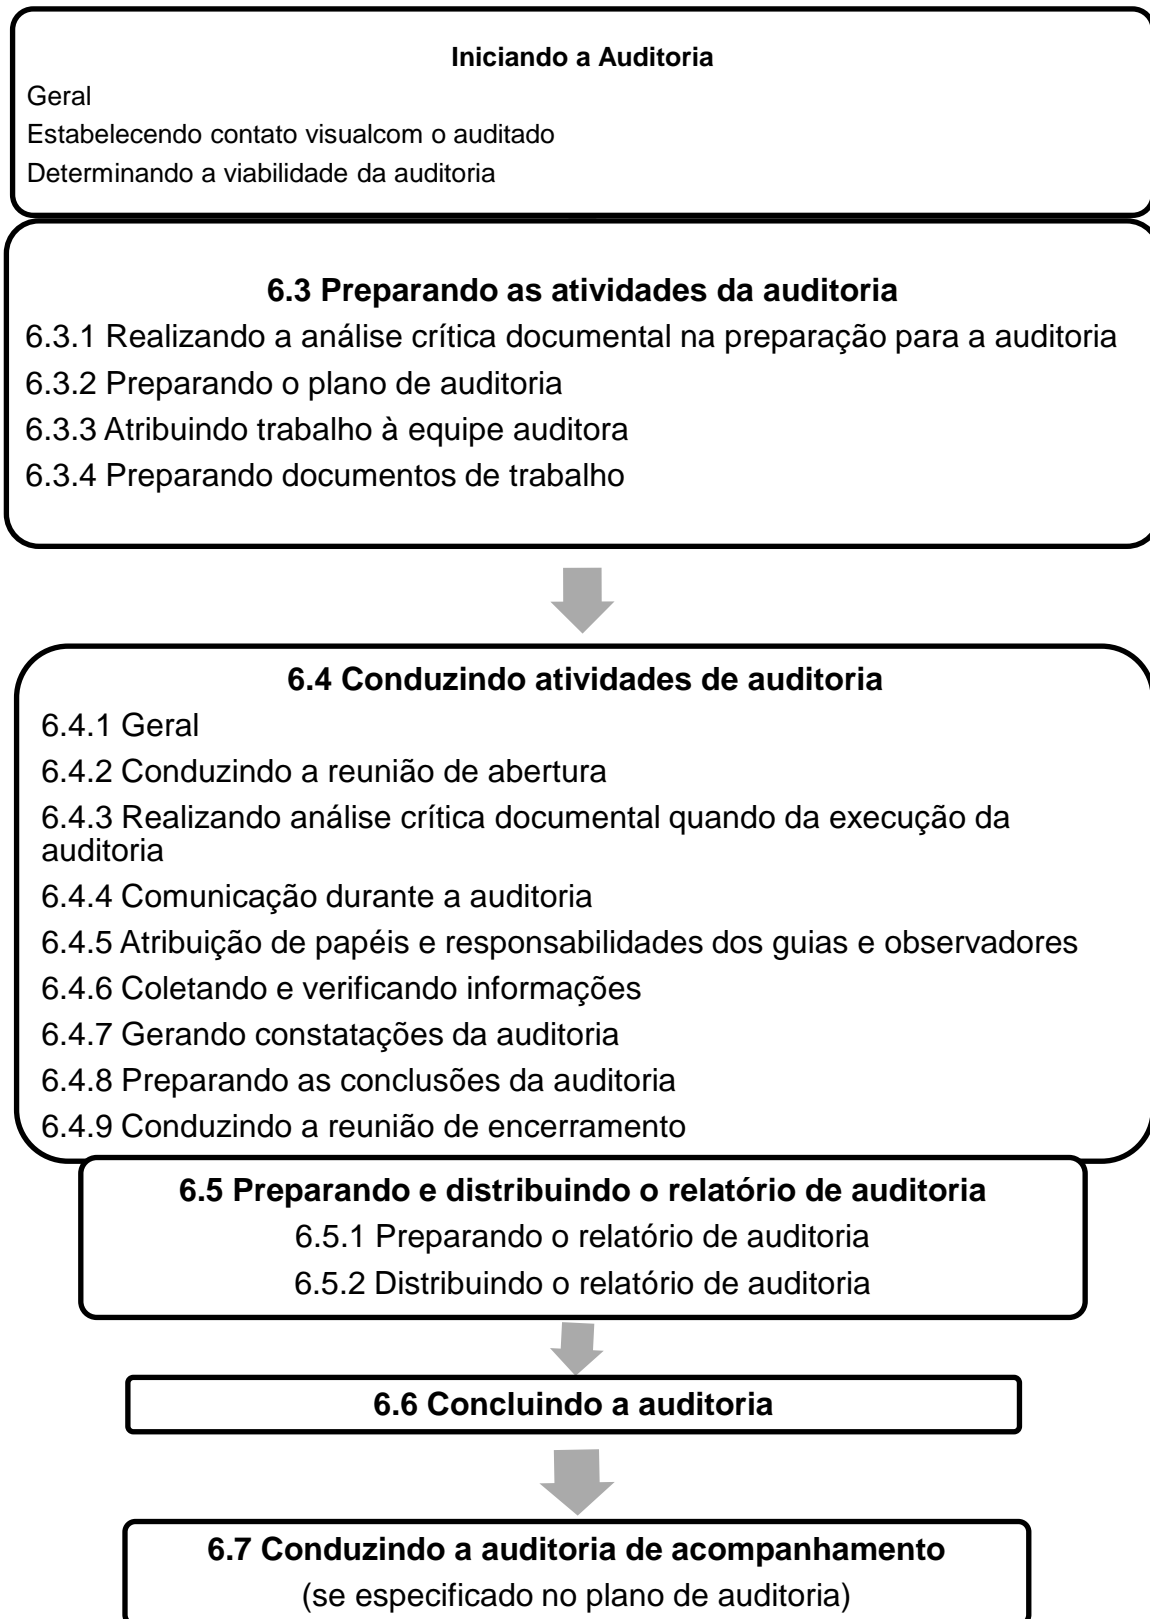 Iniciando a Auditoria
Geral
Estabelecendo contato visualcom o auditado
Determinando a viabilidade da auditoria
6.3 Preparando as atividades da auditoria
6.3.1 Realizando a análise crítica documental na preparação para a auditoria
6.3.2 Preparando o plano de auditoria
6.3.3 Atribuindo trabalho à equipe auditora
6.3.4 Preparando documentos de trabalho
6.4 Conduzindo atividades de auditoria
6.4.1 Geral
6.4.2 Conduzindo a reunião de abertura
6.4.3 Realizando análise crítica documental quando da execução da
auditoria
6.4.4 Comunicação durante a auditoria
6.4.5 Atribuição de papéis e responsabilidades dos guias e observadores
6.4.6 Coletando e verificando informações
6.4.7 Gerando constatações da auditoria
6.4.8 Preparando as conclusões da auditoria
6.4.9 Conduzindo a reunião de encerramento
6.5 Preparando e distribuindo o relatório de auditoria
6.5.1 Preparando o relatório de auditoria
6.5.2 Distribuindo o relatório de auditoria
6.6 Concluindo a auditoria
6.7 Conduzindo a auditoria de acompanhamento
(se especificado no plano de auditoria)